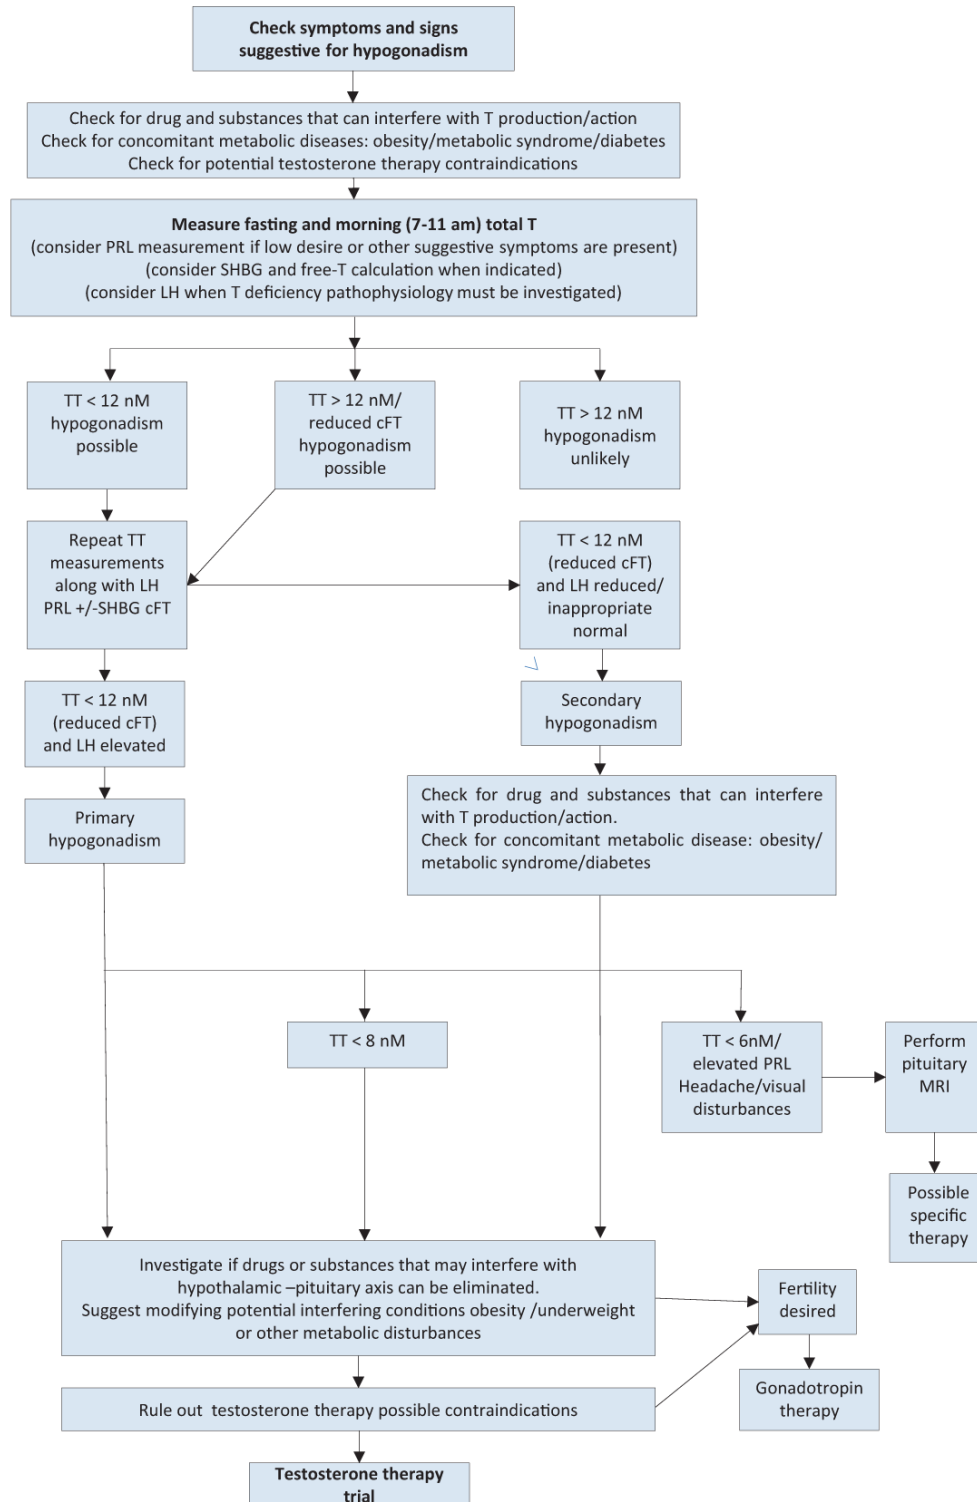 Check symptoms and signs
suggestive for hypogonadism
Check for drug and substances that can interfere with T production/action
Check for concomitant metabolic diseases: obesity/metabolic syndrome/diabetes
Check for potential testosterone therapy contraindications
Measure fasting and morning (7-11 am) total T
(consider PRL measurement if low desire or other suggestive symptoms are present)
(consider SHBG and free-T calculation when indicated)
(consider LH when T deficiency pathophysiology must be investigated)
TT < 12 nM
hypogonadism
possible
TT > 12 nM/
reduced cFT
hypogonadism
possible
TT > 12 nM
hypogonadism
unlikely
Repeat TT
measurements
along with LH
PRL +/-SHBG cFT
TT < 12 nM
(reduced cFT)
and LH reduced/
inappropriate
normal
TT < 12 nM
(reduced cFT)
and LH elevated
Secondary
hypogonadism
Primary
hypogonadism
Check for drug and substances that can interfere
with T production/action.
Check for concomitant metabolic disease: obesity/
metabolic syndrome/diabetes
TT < 8 nM
TT < 6nM/
elevated PRL
Headache/visual
disturbances
Perform
pituitary
MRI
Possible
specific
therapy
Investigate if drugs or substances that may interfere with
hypothalamic –pituitary axis can be eliminated.
Suggest modifying potential interfering conditions obesity /underweight
or other metabolic disturbances
Fertility
desired
Gonadotropin
therapy
Rule out testosterone therapy possible contraindications
Testosterone therapy
trial